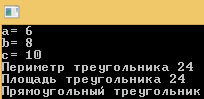 a= 6
b= 8
c= 10
Периметр треугольника 24
Площадь треугольника 24
Прямоугольный треугольник